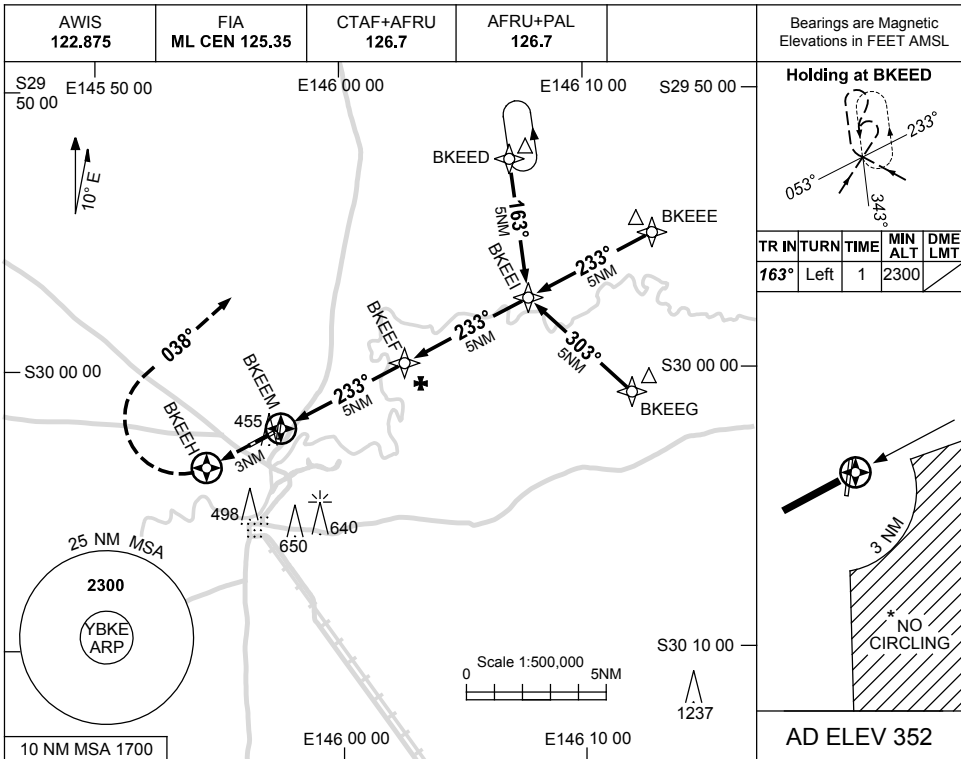 AWIS
122.875
FIA
ML CEN 125.35
CTAF+AFRU
126.7
AFRU+PAL
126.7
Bearings are Magnetic
Elevations in FEET AMSL
S29
50 00
E145 50 00
E146 00 00
E146 10 00
S29 50 00
10° E
BKEED
163°
5NM
BKEEE
233°
5NM
BKEEI
233°
5NM
303°
5NM
BKEEG
BKEEF
233°
5NM
BKEEM
S30 00 00
038°
BKEEH
455
3NM
498
650
640
25 NM MSA
2300
YBKE
ARP
10 NM MSA 1700
Scale 1:500,000
0
5NM
S30 10 00
1237
E146 00 00
E146 10 00
Holding at BKEED
233°
053°
343°
TR IN TURN TIME MIN ALT DME LMT
163° Left 1 2300
3 NM
*NO
CIRCLING
AD ELEV 352